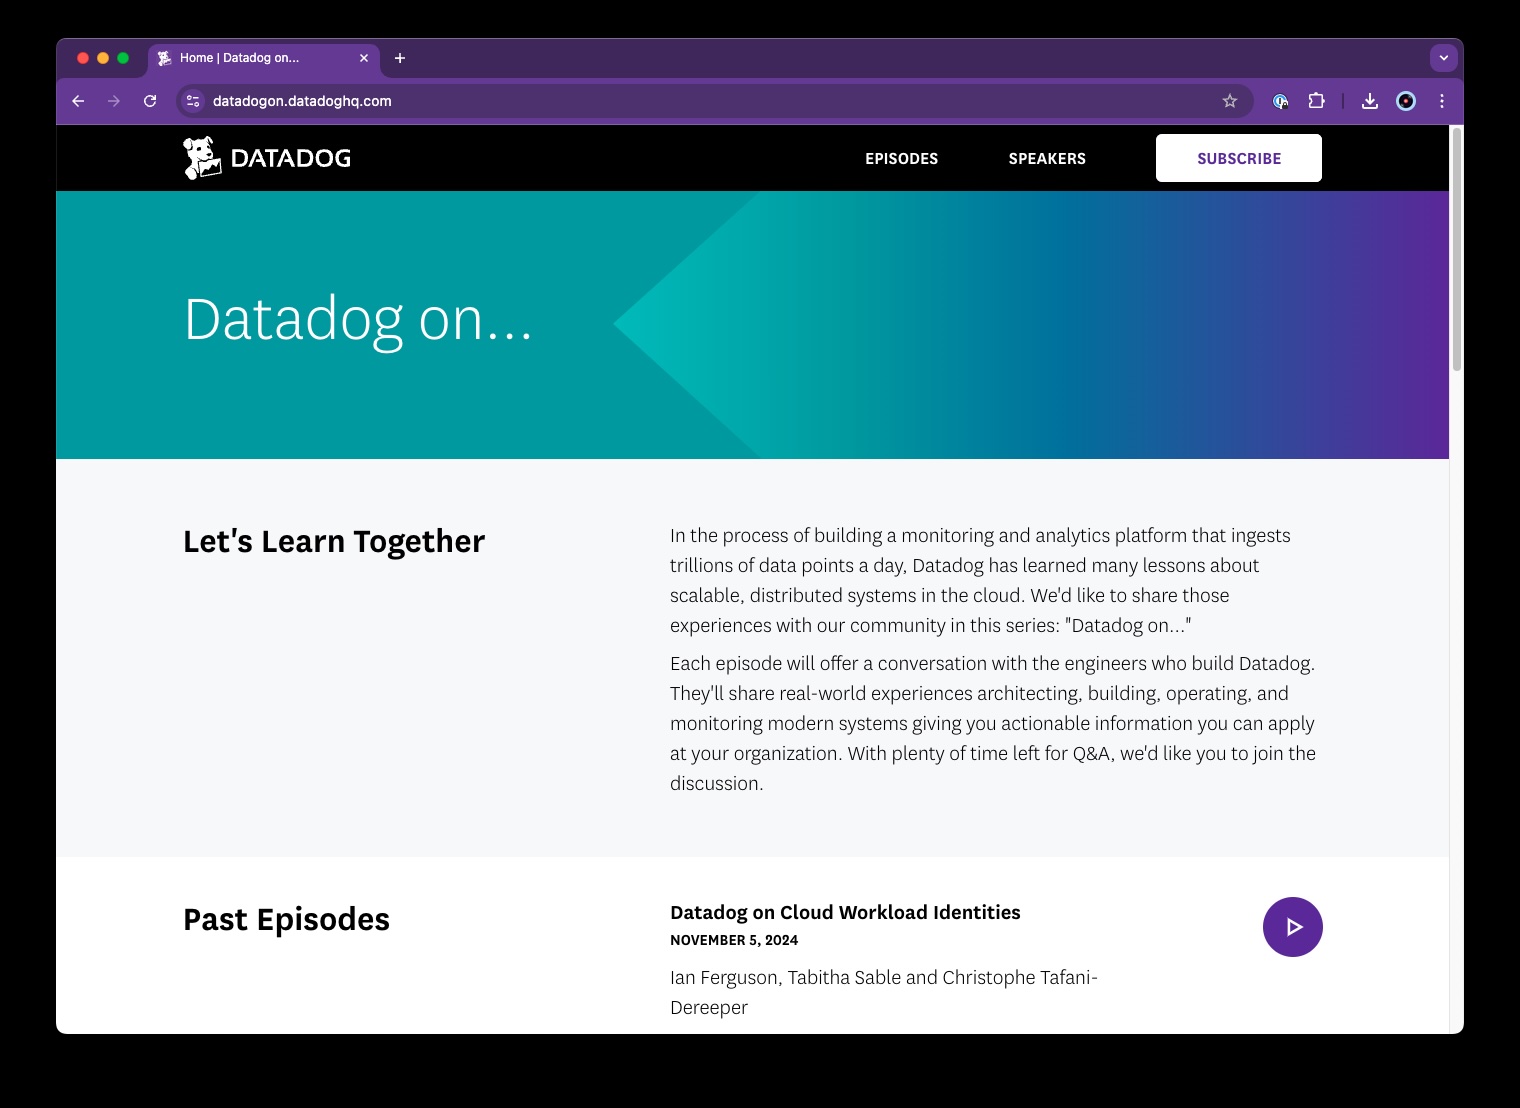 Home | Datadog on...
datadogon.datadoghq.com
DATADOG
EPISODES
SPEAKERS
SUBSCRIBE
Datadog on...
Let's Learn Together
In the process of building a monitoring and analytics platform that ingests
trillions of data points a day, Datadog has learned many lessons about
scalable, distributed systems in the cloud. We'd like to share those
experiences with our community in this series: "Datadog on..."
Each episode will offer a conversation with the engineers who build Datadog.
They'll share real-world experiences architecting, building, operating, and
monitoring modern systems giving you actionable information you can apply
at your organization. With plenty of time left for Q&A, we'd like you to join the
discussion.
Past Episodes
Datadog on Cloud Workload Identities
NOVEMBER 5, 2024
Ian Ferguson, Tabitha Sable and Christophe Tafani-
Dereeper